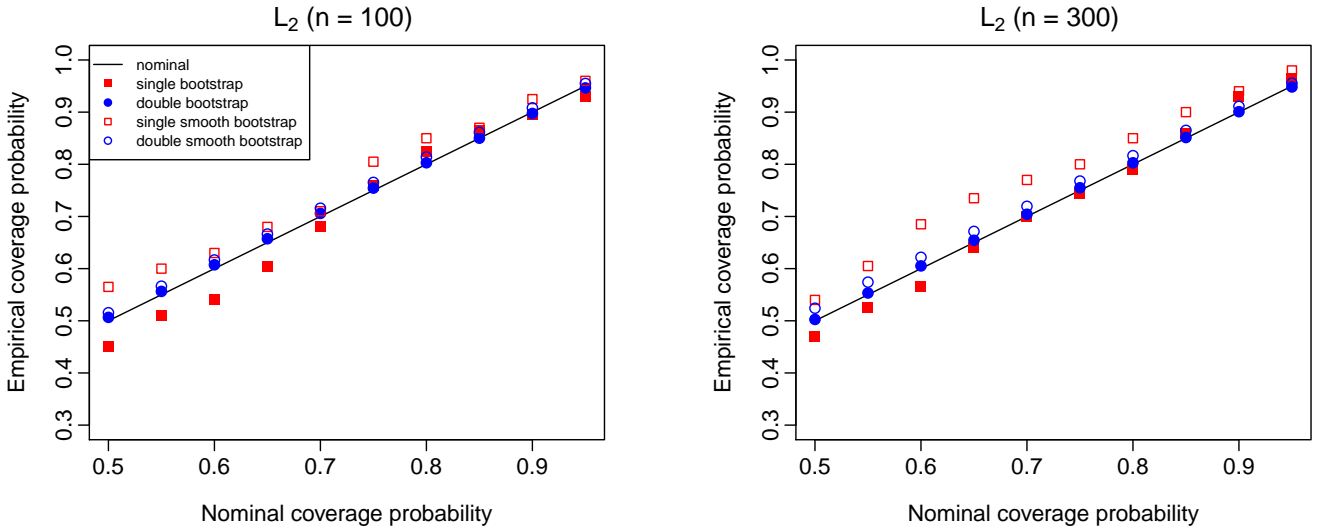 L₂ (n = 100)
Empirical coverage probability
1.0
0.9
0.8
0.7
0.6
0.5
0.4
0.3
nominal
single bootstrap
double bootstrap
single smooth bootstrap
double smooth bootstrap
0.5 0.6 0.7 0.8 0.9
Nominal coverage probability
L₂ (n = 300)
Empirical coverage probability
1.0
0.9
0.8
0.7
0.6
0.5
0.4
0.3
0.5 0.6 0.7 0.8 0.9
Nominal coverage probability